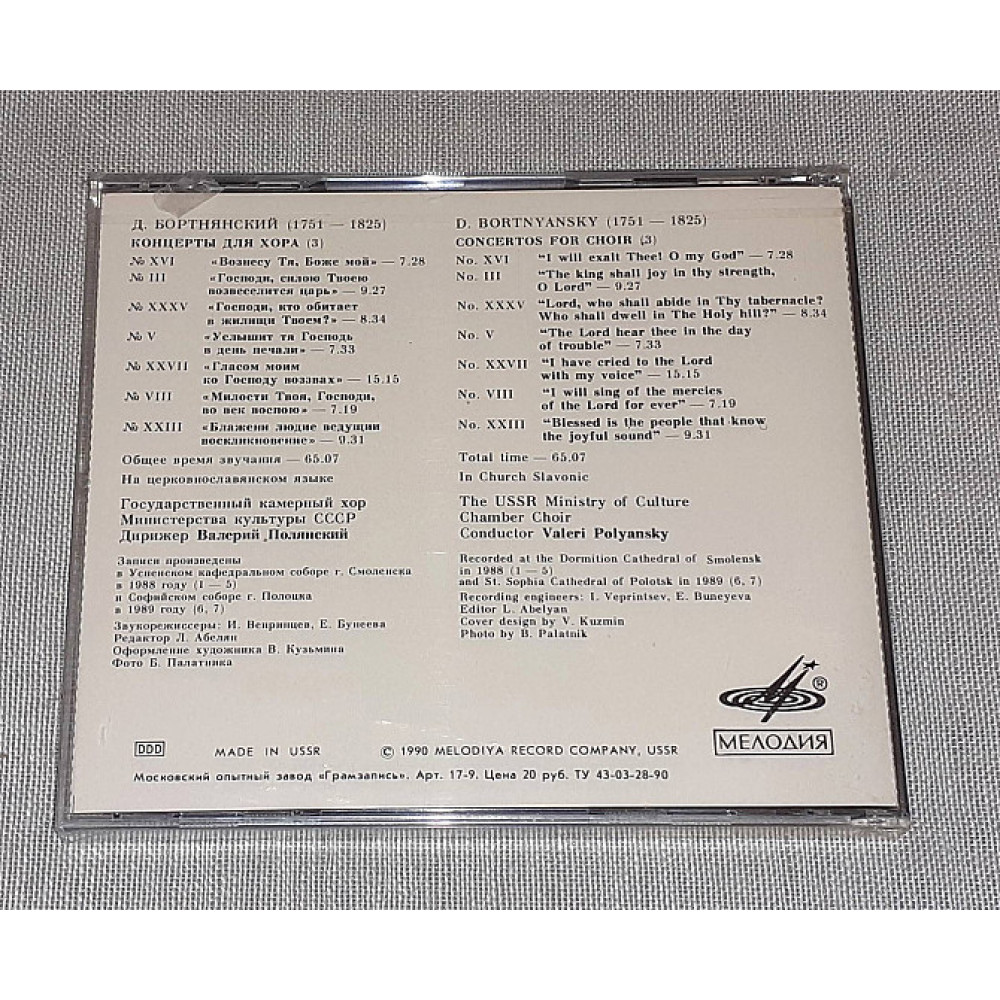 Д. БОРТНЯНСКИЙ (1751 — 1825)
КОНЦЕРТЫ ДЛЯ ХОРА (3)
№ XVI «Вознесу Тя, Боже мой» — 7.28
№ III «Господи, силою Твоею
возвеселится царь» — 9.27
№ XXXV «Господи, кто обитает
в жилищи Твоем?» — 8.34
№ V «Услышит тя Господь
в день печали» — 7.33
№ XXVII «Гласом моим
ко Господу воззвах» — 15.15
№ VIII «Милости Твоя, Господи,
во век воспою» — 7.19
№ XXIII «Блажени людие ведущии
воскликновение» — 9.31
Общее время звучания — 65.07
На церковнославянском языке
Государственный камерный хор
Министерства культуры СССР
Дирижер Валерий Полянский
Записи произведены
в Успенском кафедральном соборе г. Смоленска
в 1988 году (1 — 5)
и Софийском соборе г. Полоцка
в 1989 году (6, 7)
Звукорежиссеры: И. Вепринцев, Е. Бунеева
Редактор Л. Абелян
Оформление художника В. Кузьмина
Фото Б. Палатника
D. BORTNYANSKY (1751 — 1825)
CONCERTOS FOR CHOIR (3)
No. XVI “I will exalt Thee! O my God” — 7.28
No. III “The king shall joy in thy strength,
O Lord” — 9.27
No. XXXV “Lord, who shall abide in Thy tabernacle?
Who shall dwell in The Holy hill?” — 8.34
No. V “The Lord hear thee in the day
of trouble” — 7.33
No. XXVII “I have cried to the Lord
with my voice” — 15.15
No. VIII “I will sing of the mercies
of the Lord for ever” — 7.19
No. XXIII “Blessed is the people that know
the joyful sound” — 9.31
Total time — 65.07
In Church Slavonic
The USSR Ministry of Culture
Chamber Choir
Conductor Valeri Polyansky
Recorded at the Dormition Cathedral of Smolensk
in 1988 (1 — 5)
and St. Sophia Cathedral of Polotsk in 1989 (6, 7)
Recording engineers: I. Veprintsev, E. Buneyeva
Editor L. Abelyan
Cover design by V. Kuzmin
Photo by B. Palatnik
®
МЕЛОДИЯ
DDD MADE IN USSR © 1990 MELODIYA RECORD COMPANY, USSR
Московский опытный завод «Грамзапись». Арт. 17-9. Цена 20 руб. ТУ 43-03-28-90